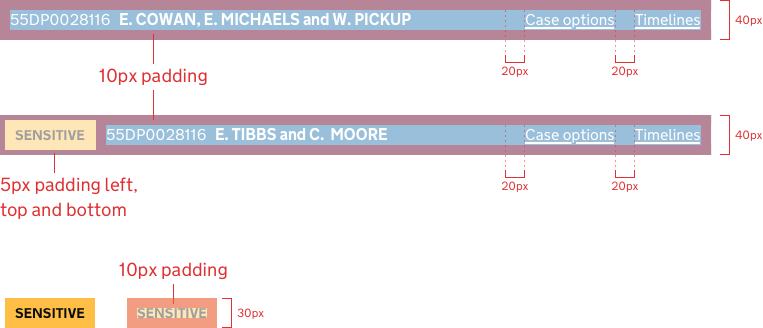 55DP0028116 E. COWAN, E. MICHAELS and W. PICKUP Case options Timelines 40px
20px 20px
10px padding
SENSITIVE 55DP0028116 E. TIBBS and C. MOORE Case options Timelines 40px
20px 20px
5px padding left,
top and bottom
10px padding
SENSITIVE SENSITIVE 30px